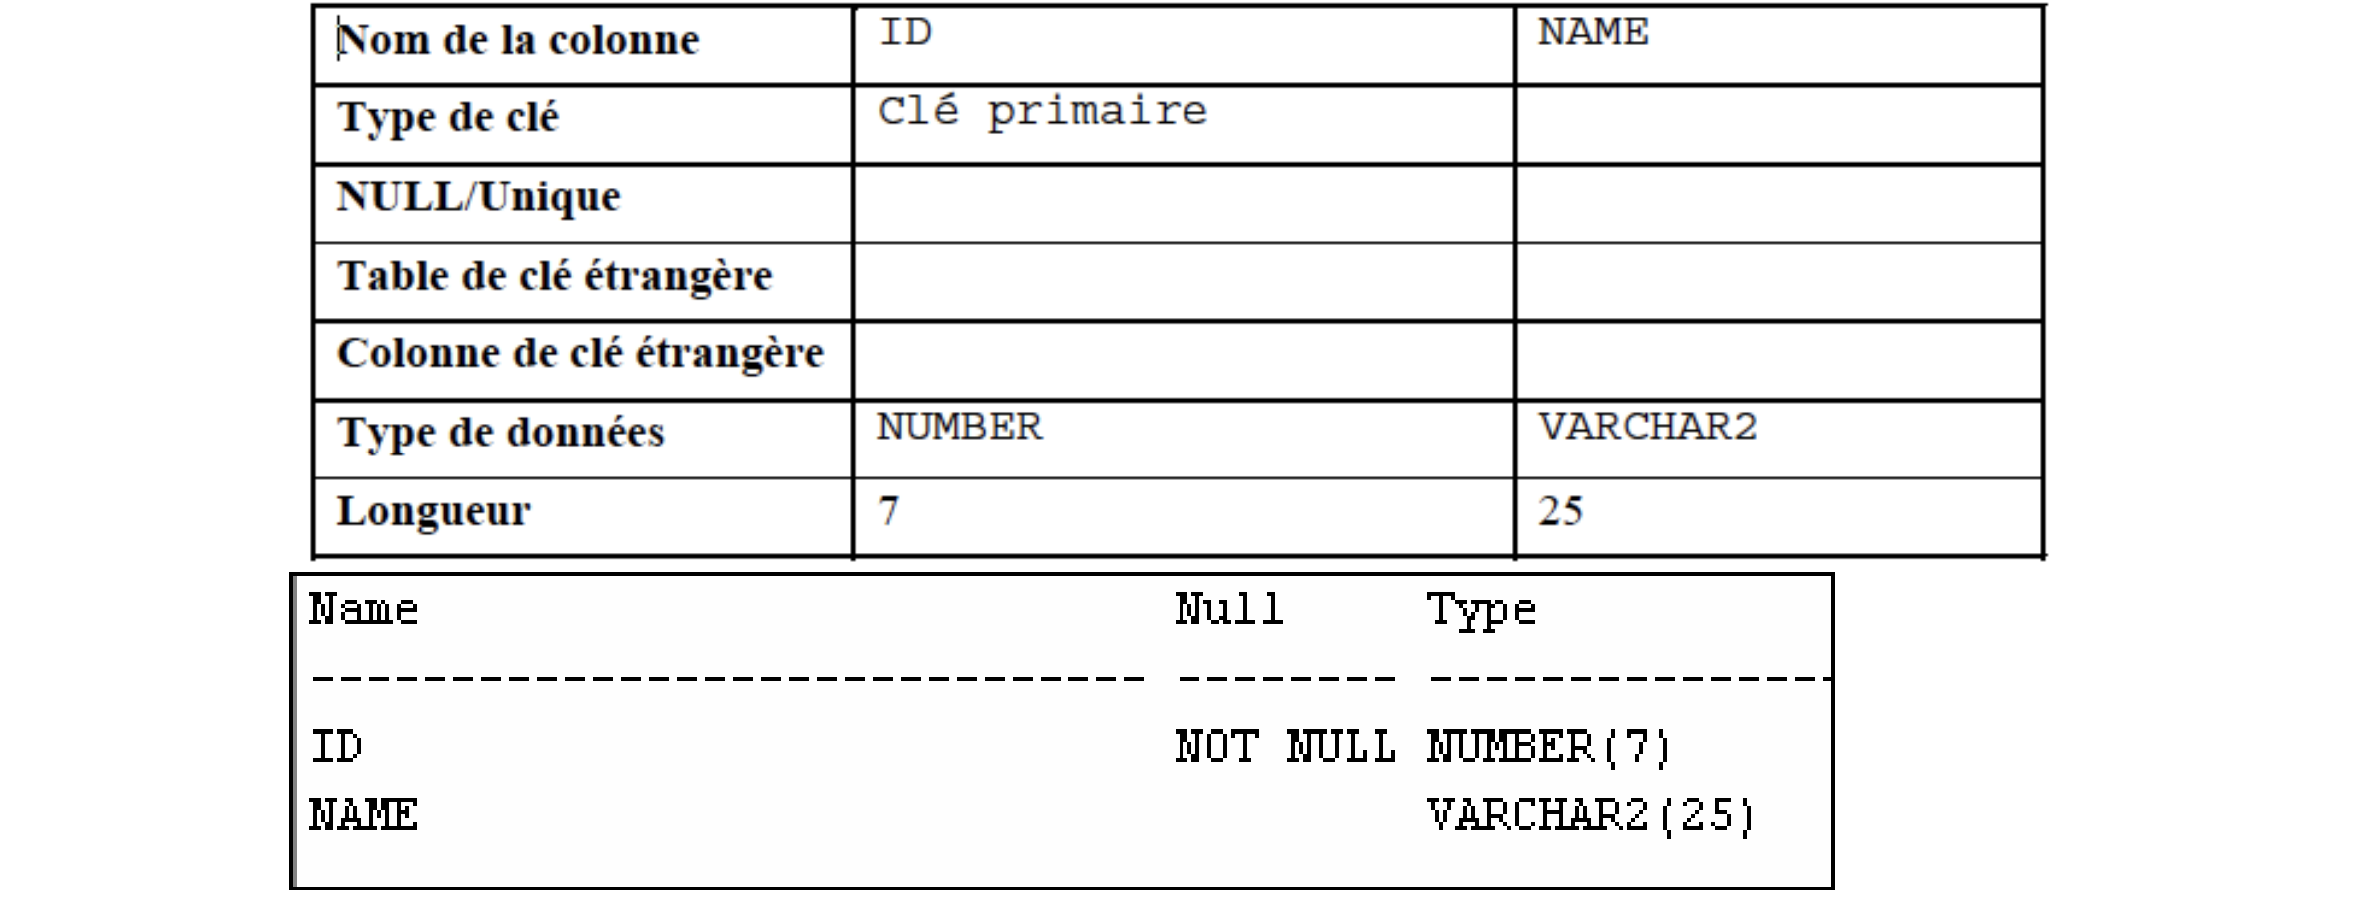 Nom de la colonne ID NAME
Type de clé Clé primaire
NULL/Unique
Table de clé étrangère
Colonne de clé étrangère
Type de données NUMBER VARCHAR2
Longueur 7 25
Name Null Type
------------------------------ -------- ---------------
ID NOT NULL NUMBER(7)
NAME VARCHAR2(25)